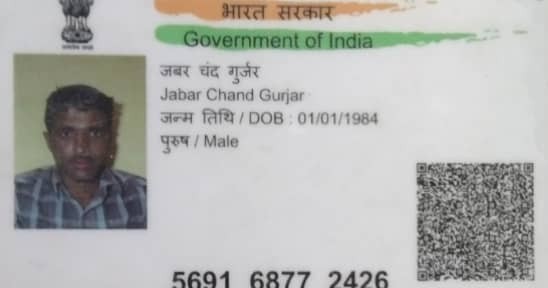 भारत सरकार
Government of India
जबर चंद गुर्जर
Jabar Chand Gurjar
जन्म तिथि / DOB : 01/01/1984
पुरुष / Male
5691 6877 2426